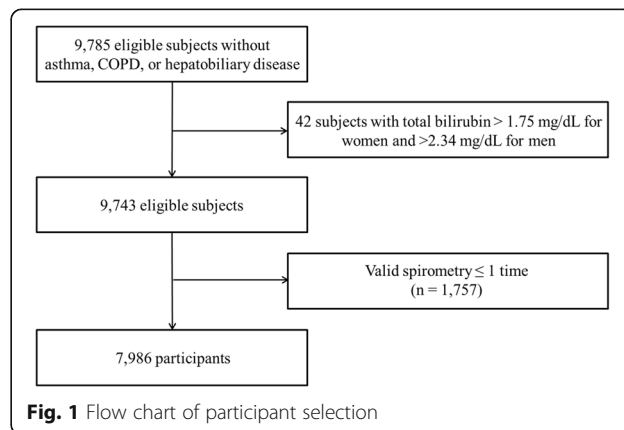 9,785 eligible subjects without
asthma, COPD, or hepatobiliary disease
42 subjects with total bilirubin > 1.75 mg/dL for
women and >2.34 mg/dL for men
9,743 eligible subjects
Valid spirometry ≤ 1 time
(n = 1,757)
7,986 participants
Fig. 1 Flow chart of participant selection